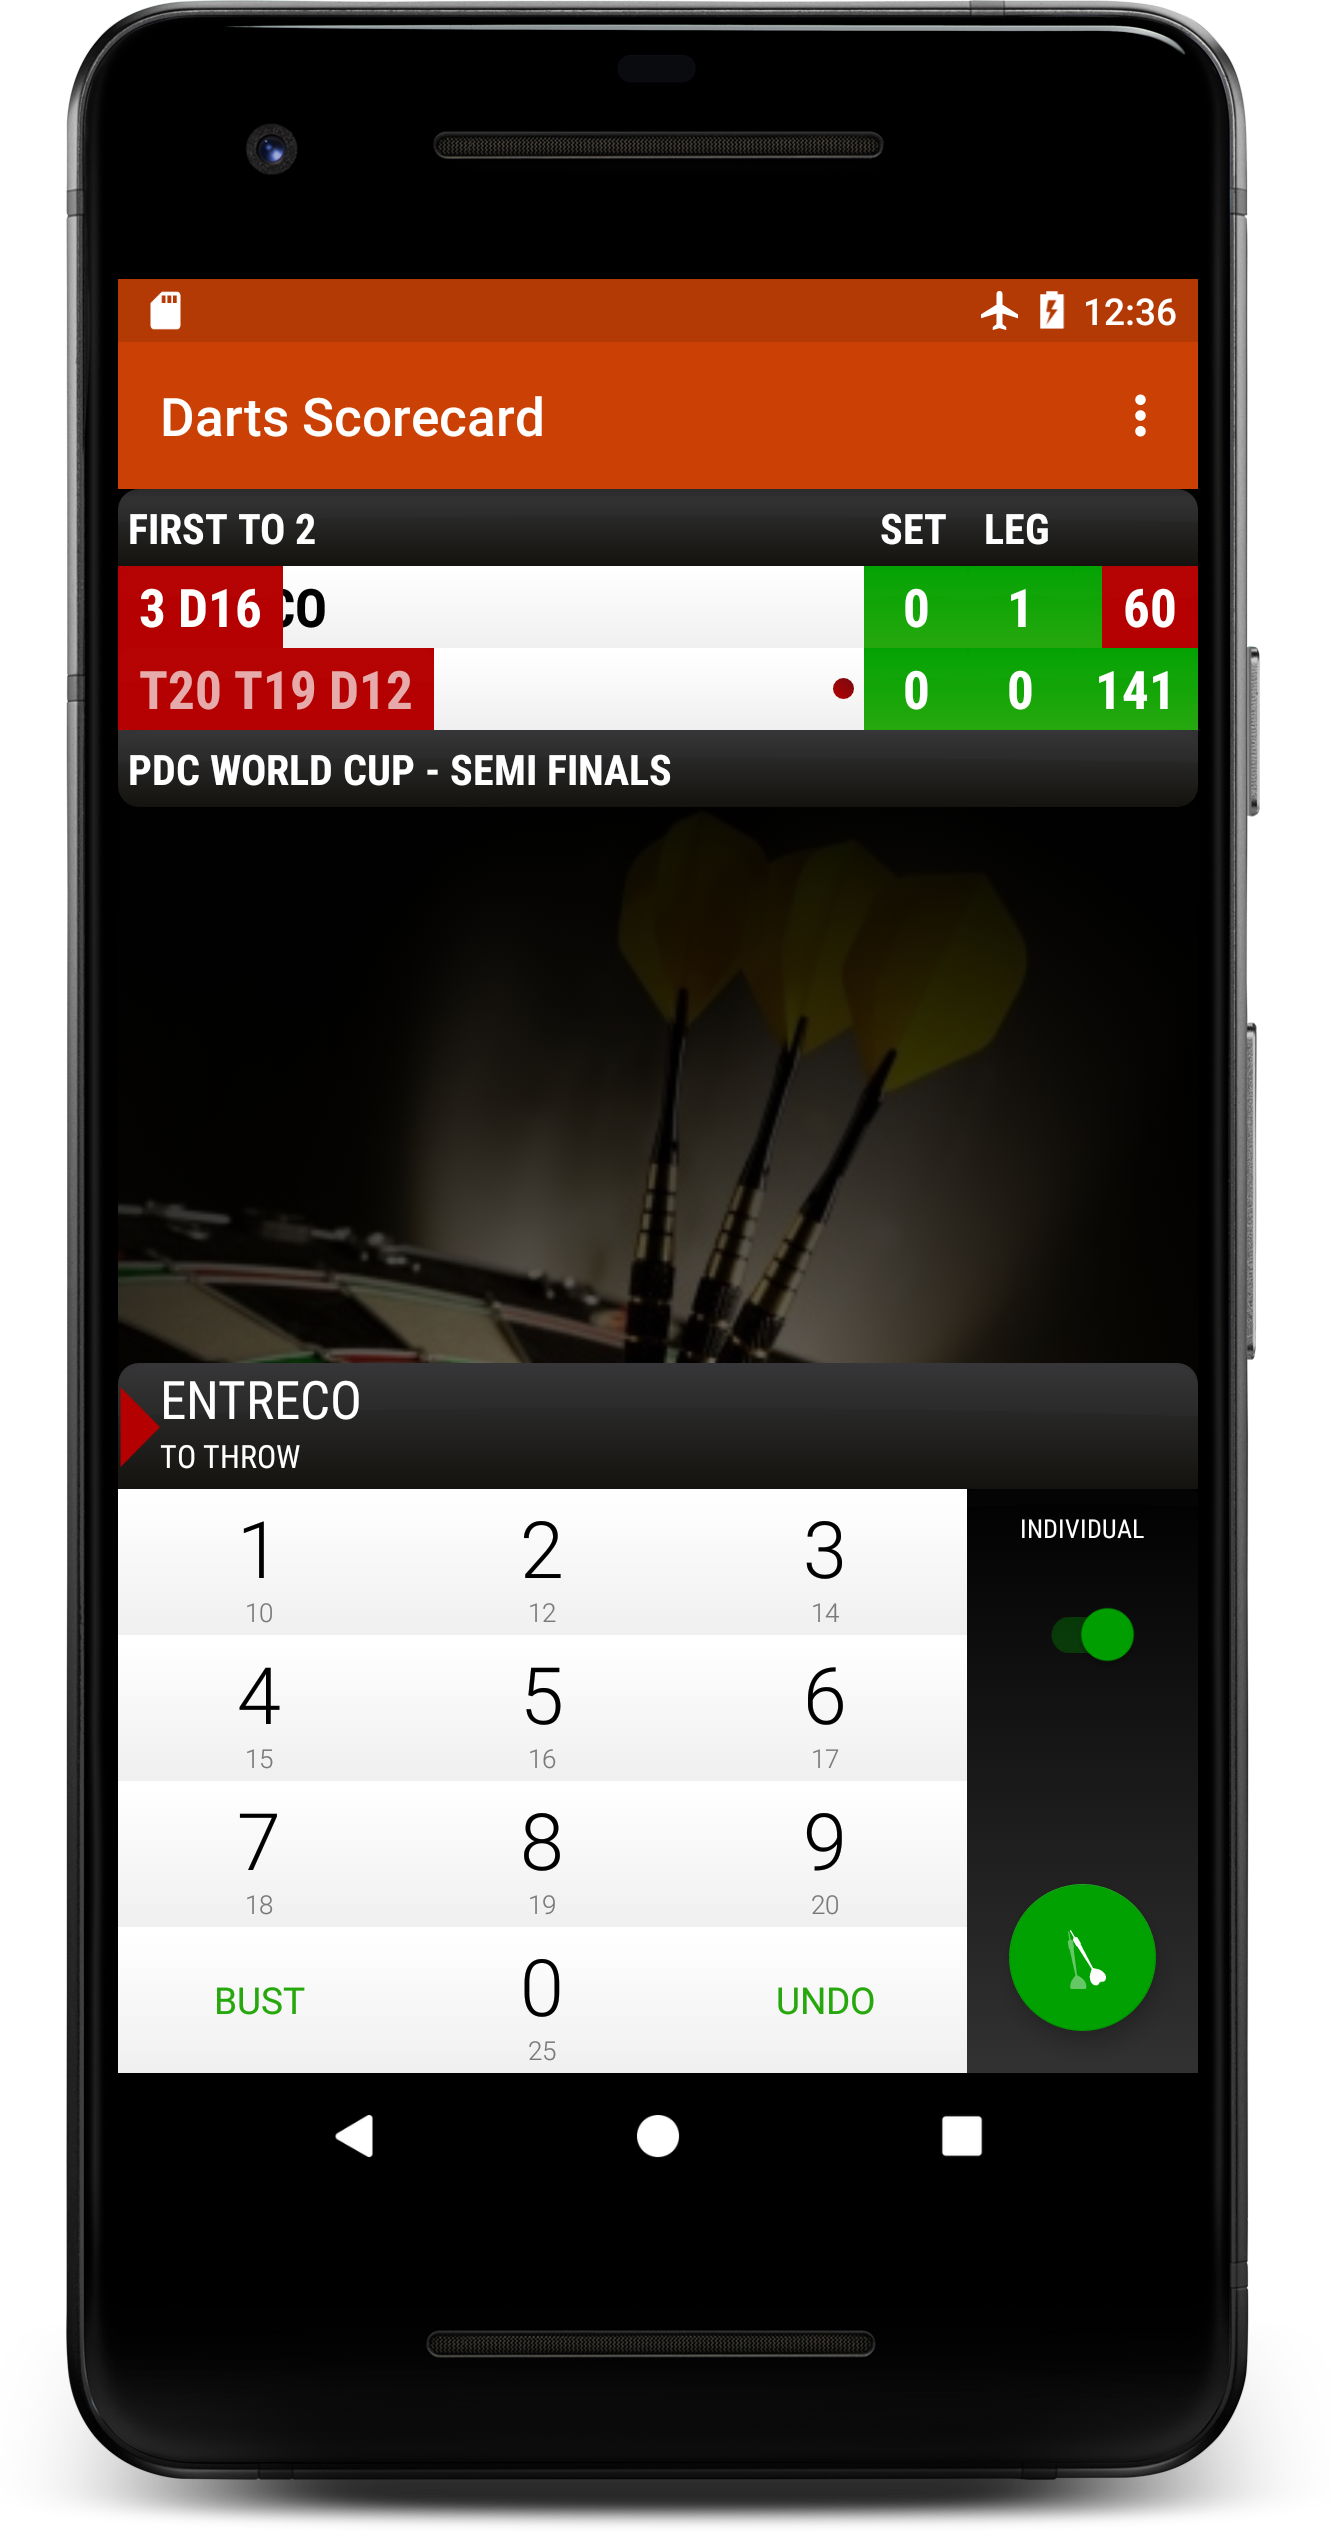 12:36
Darts Scorecard
FIRST TO 2 SET LEG
3 D16 CO 0 1 60
T20 T19 D12 0 0 141
PDC WORLD CUP - SEMI FINALS
ENTRECO
TO THROW
INDIVIDUAL
1 2 3
10 12 14
4 5 6
15 16 17
7 8 9
18 19 20
BUST 0 UNDO
25